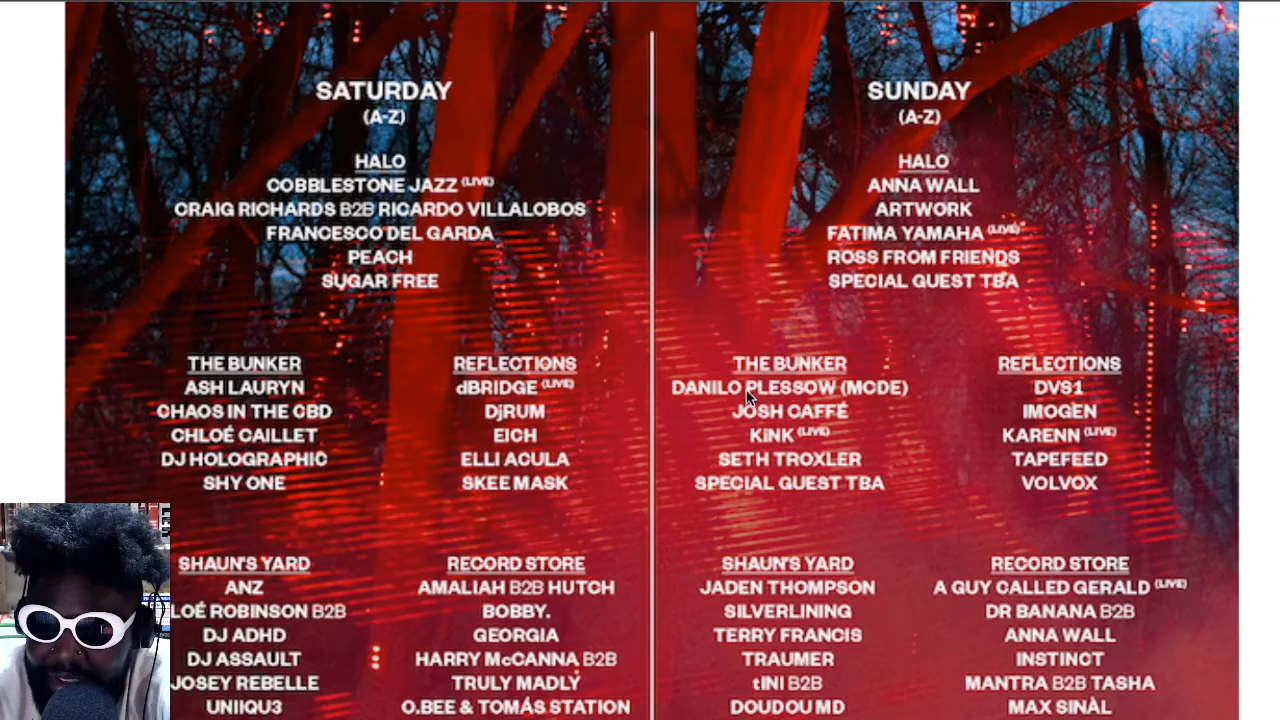 SATURDAY
(A-Z)
HALO
COBBLESTONE JAZZ (LIVE)
CRAIG RICHARDS B2B RICARDO VILLALOBOS
FRANCESCO DEL GARDA
PEACH
SUGAR FREE
THE BUNKER
ASH LAURYN
CHAOS IN THE CBD
CHLOÉ CAILLET
DJ HOLOGRAPHIC
SHY ONE
REFLECTIONS
dBRIDGE (LIVE)
DjRUM
EICH
ELLI ACULA
SKEE MASK
SHAUN'S YARD
ANZ
LOÉ ROBINSON B2B
DJ ADHD
DJ ASSAULT
JOSEY REBELLE
UNIIQU3
RECORD STORE
AMALIAH B2B HUTCH
BOBBY.
GEORGIA
HARRY McCANNA B2B
TRULY MADLY
O.BEE & TOMÁS STATION
SUNDAY
(A-Z)
HALO
ANNA WALL
ARTWORK
FATIMA YAMAHA (LIVE)
ROSS FROM FRIENDS
SPECIAL GUEST TBA
THE BUNKER
DANILO PLESSOW (MCDE)
JOSH CAFFÉ
KiNK (LIVE)
SETH TROXLER
SPECIAL GUEST TBA
REFLECTIONS
DVS1
IMOGEN
KARENN (LIVE)
TAPEFEED
VOLVOX
SHAUN'S YARD
JADEN THOMPSON
SILVERLINING
TERRY FRANCIS
TRAUMER
tINI B2B
DOUDOU MD
RECORD STORE
A GUY CALLED GERALD (LIVE)
DR BANANA B2B
ANNA WALL
INSTINCT
MANTRA B2B TASHA
MAX SINÀL